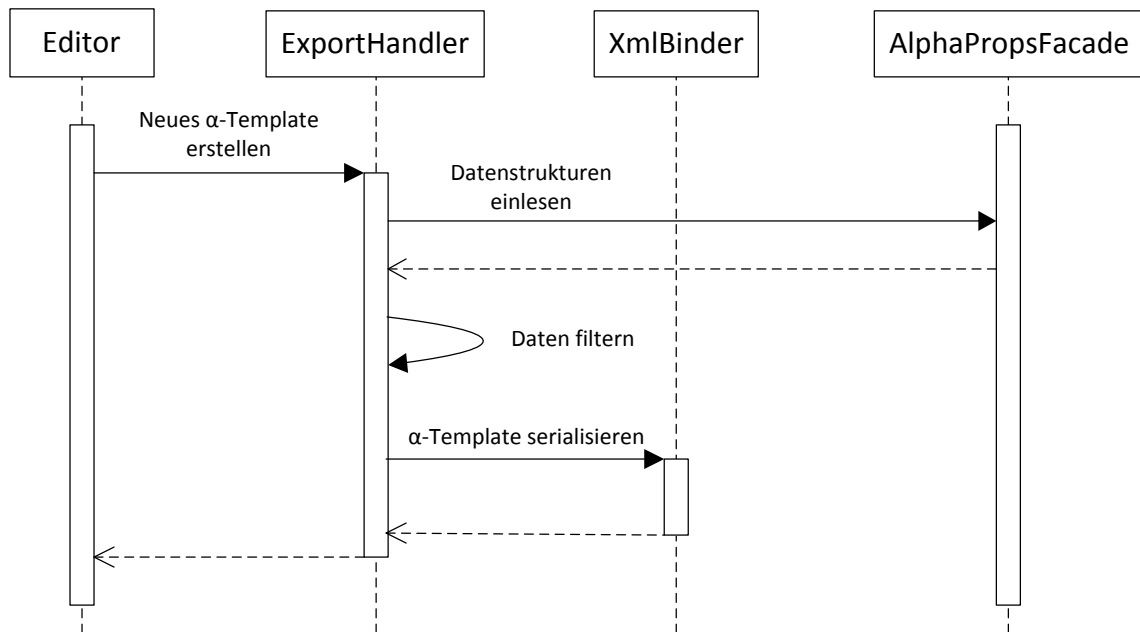 Editor
ExportHandler
XmlBinder
AlphaPropsFacade
Neues α-Template
erstellen
Datenstrukturen
einlesen
Daten filtern
α-Template serialisieren